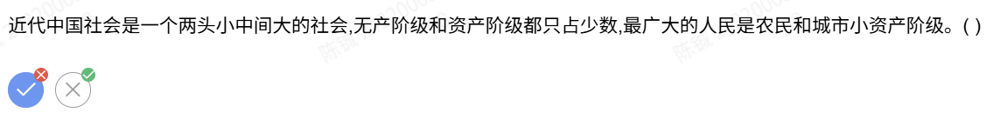 近代中国社会是一个两头小中间大的社会,无产阶级和资产阶级都只占少数,最广大的人民是农民和城市小资产阶级。( )